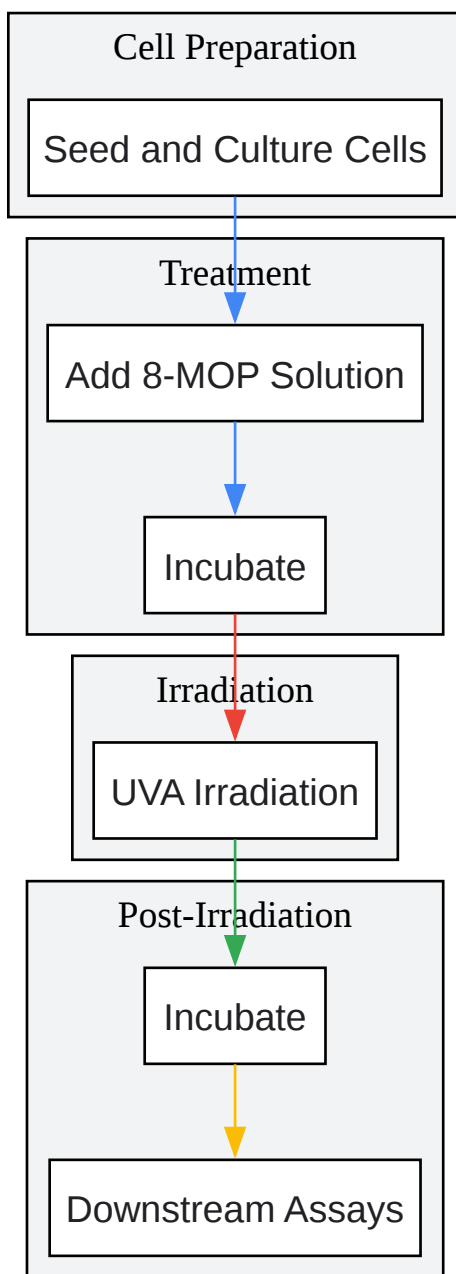 Cell Preparation
Seed and Culture Cells
Treatment
Add 8-MOP Solution
Incubate
Irradiation
UVA Irradiation
Post-Irradiation
Incubate
Downstream Assays